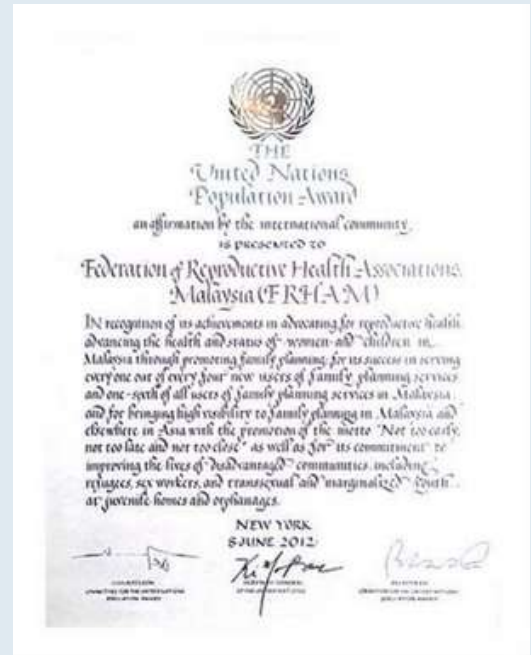 THE
United Nations
Population Award
an affirmation by the international community,
IS PRESENTED TO
Federation of Reproductive Health Associations,
Malaysia (FRHAM)
IN recognition of its achievements in advocating for reproductive health,
advancing the health and status of women and children in
Malaysia through promoting family planning; for its success in serving
every one out of every four new users of family planning services
and one-sixth of all users of family planning services in Malaysia
and for bringing high visibility to family planning in Malaysia and
elsewhere in Asia with the promotion of the motto "Not too early,
not too late and not too close" as well as for its commitment to
improving the lives of disadvantaged communities, including
refugees, sex workers, and transexual and marginalized youth
at juvenile homes and orphanages.
NEW YORK
8 JUNE 2012